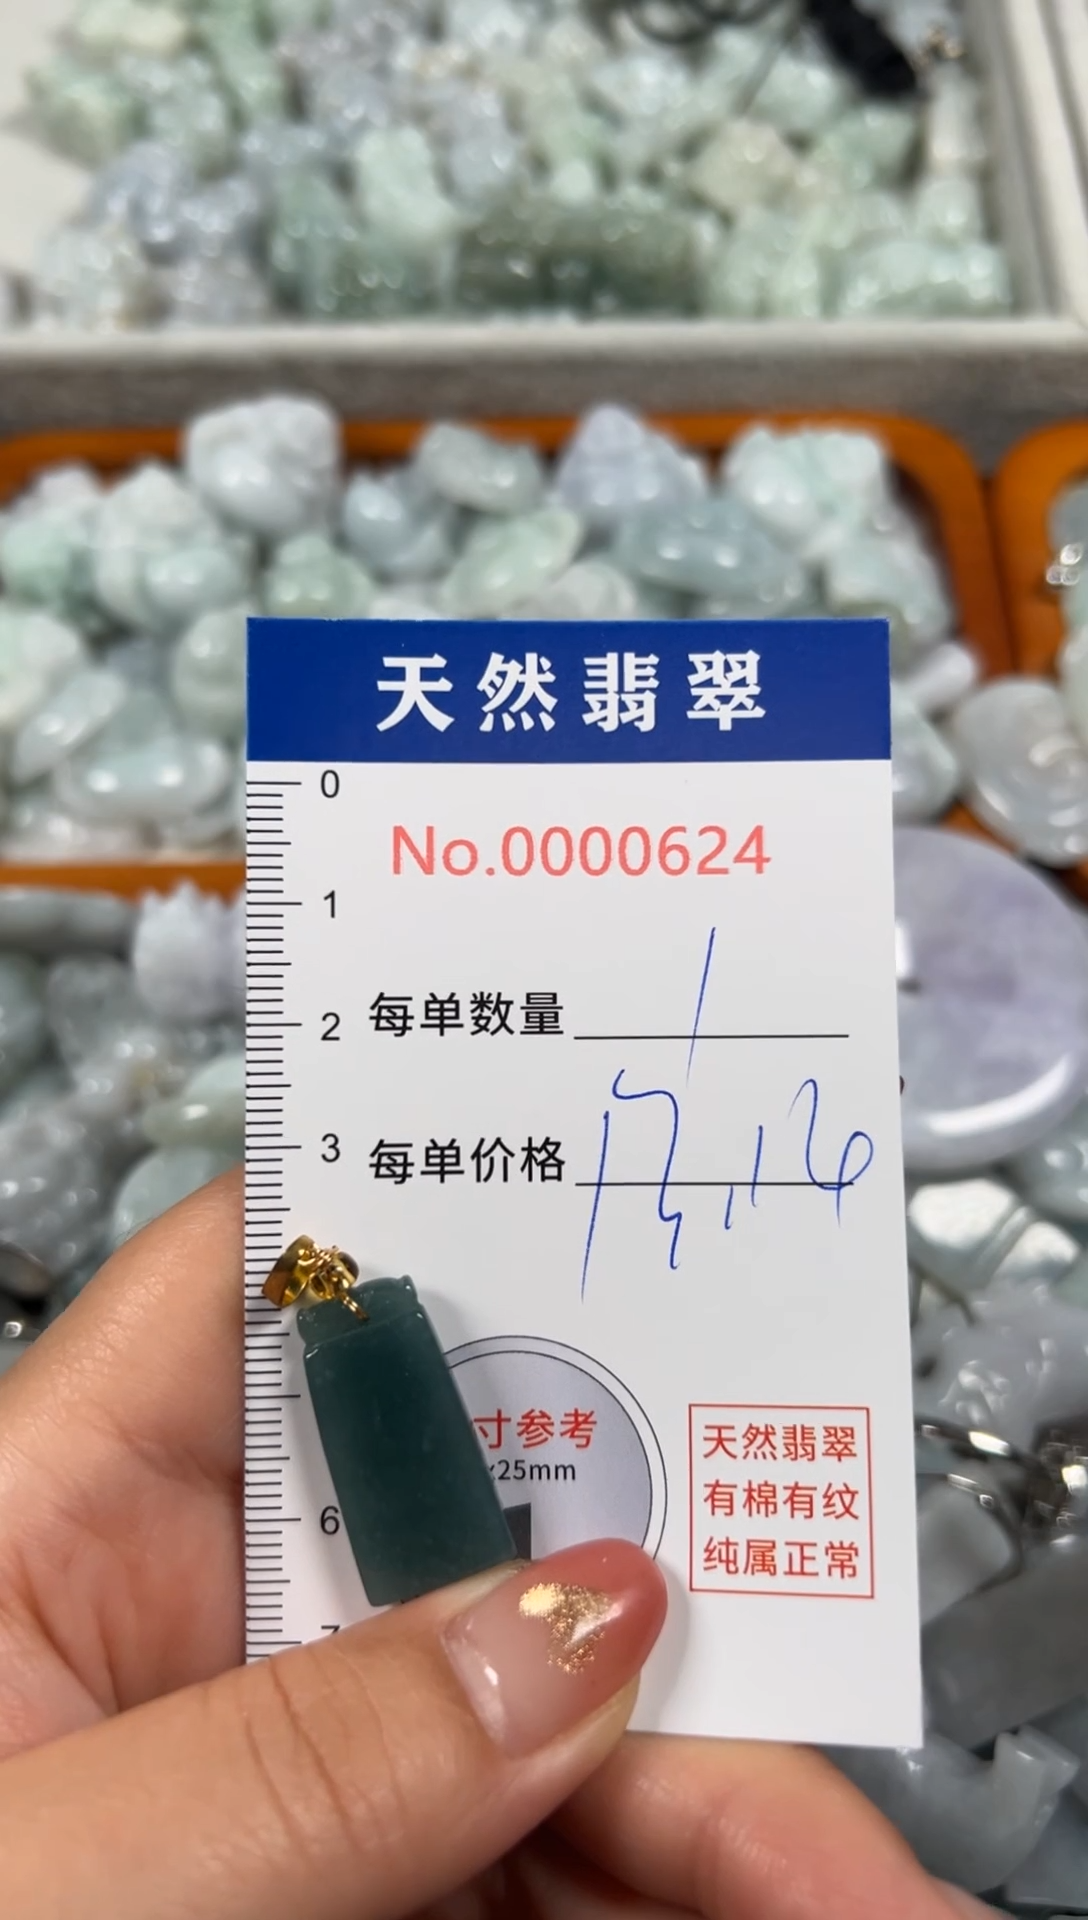 天然翡翠
0
No.0000624
1
2 每单数量 1
3 每单价格
寸参考
x25mm
天然翡翠
有棉有纹
纯属正常
6
7